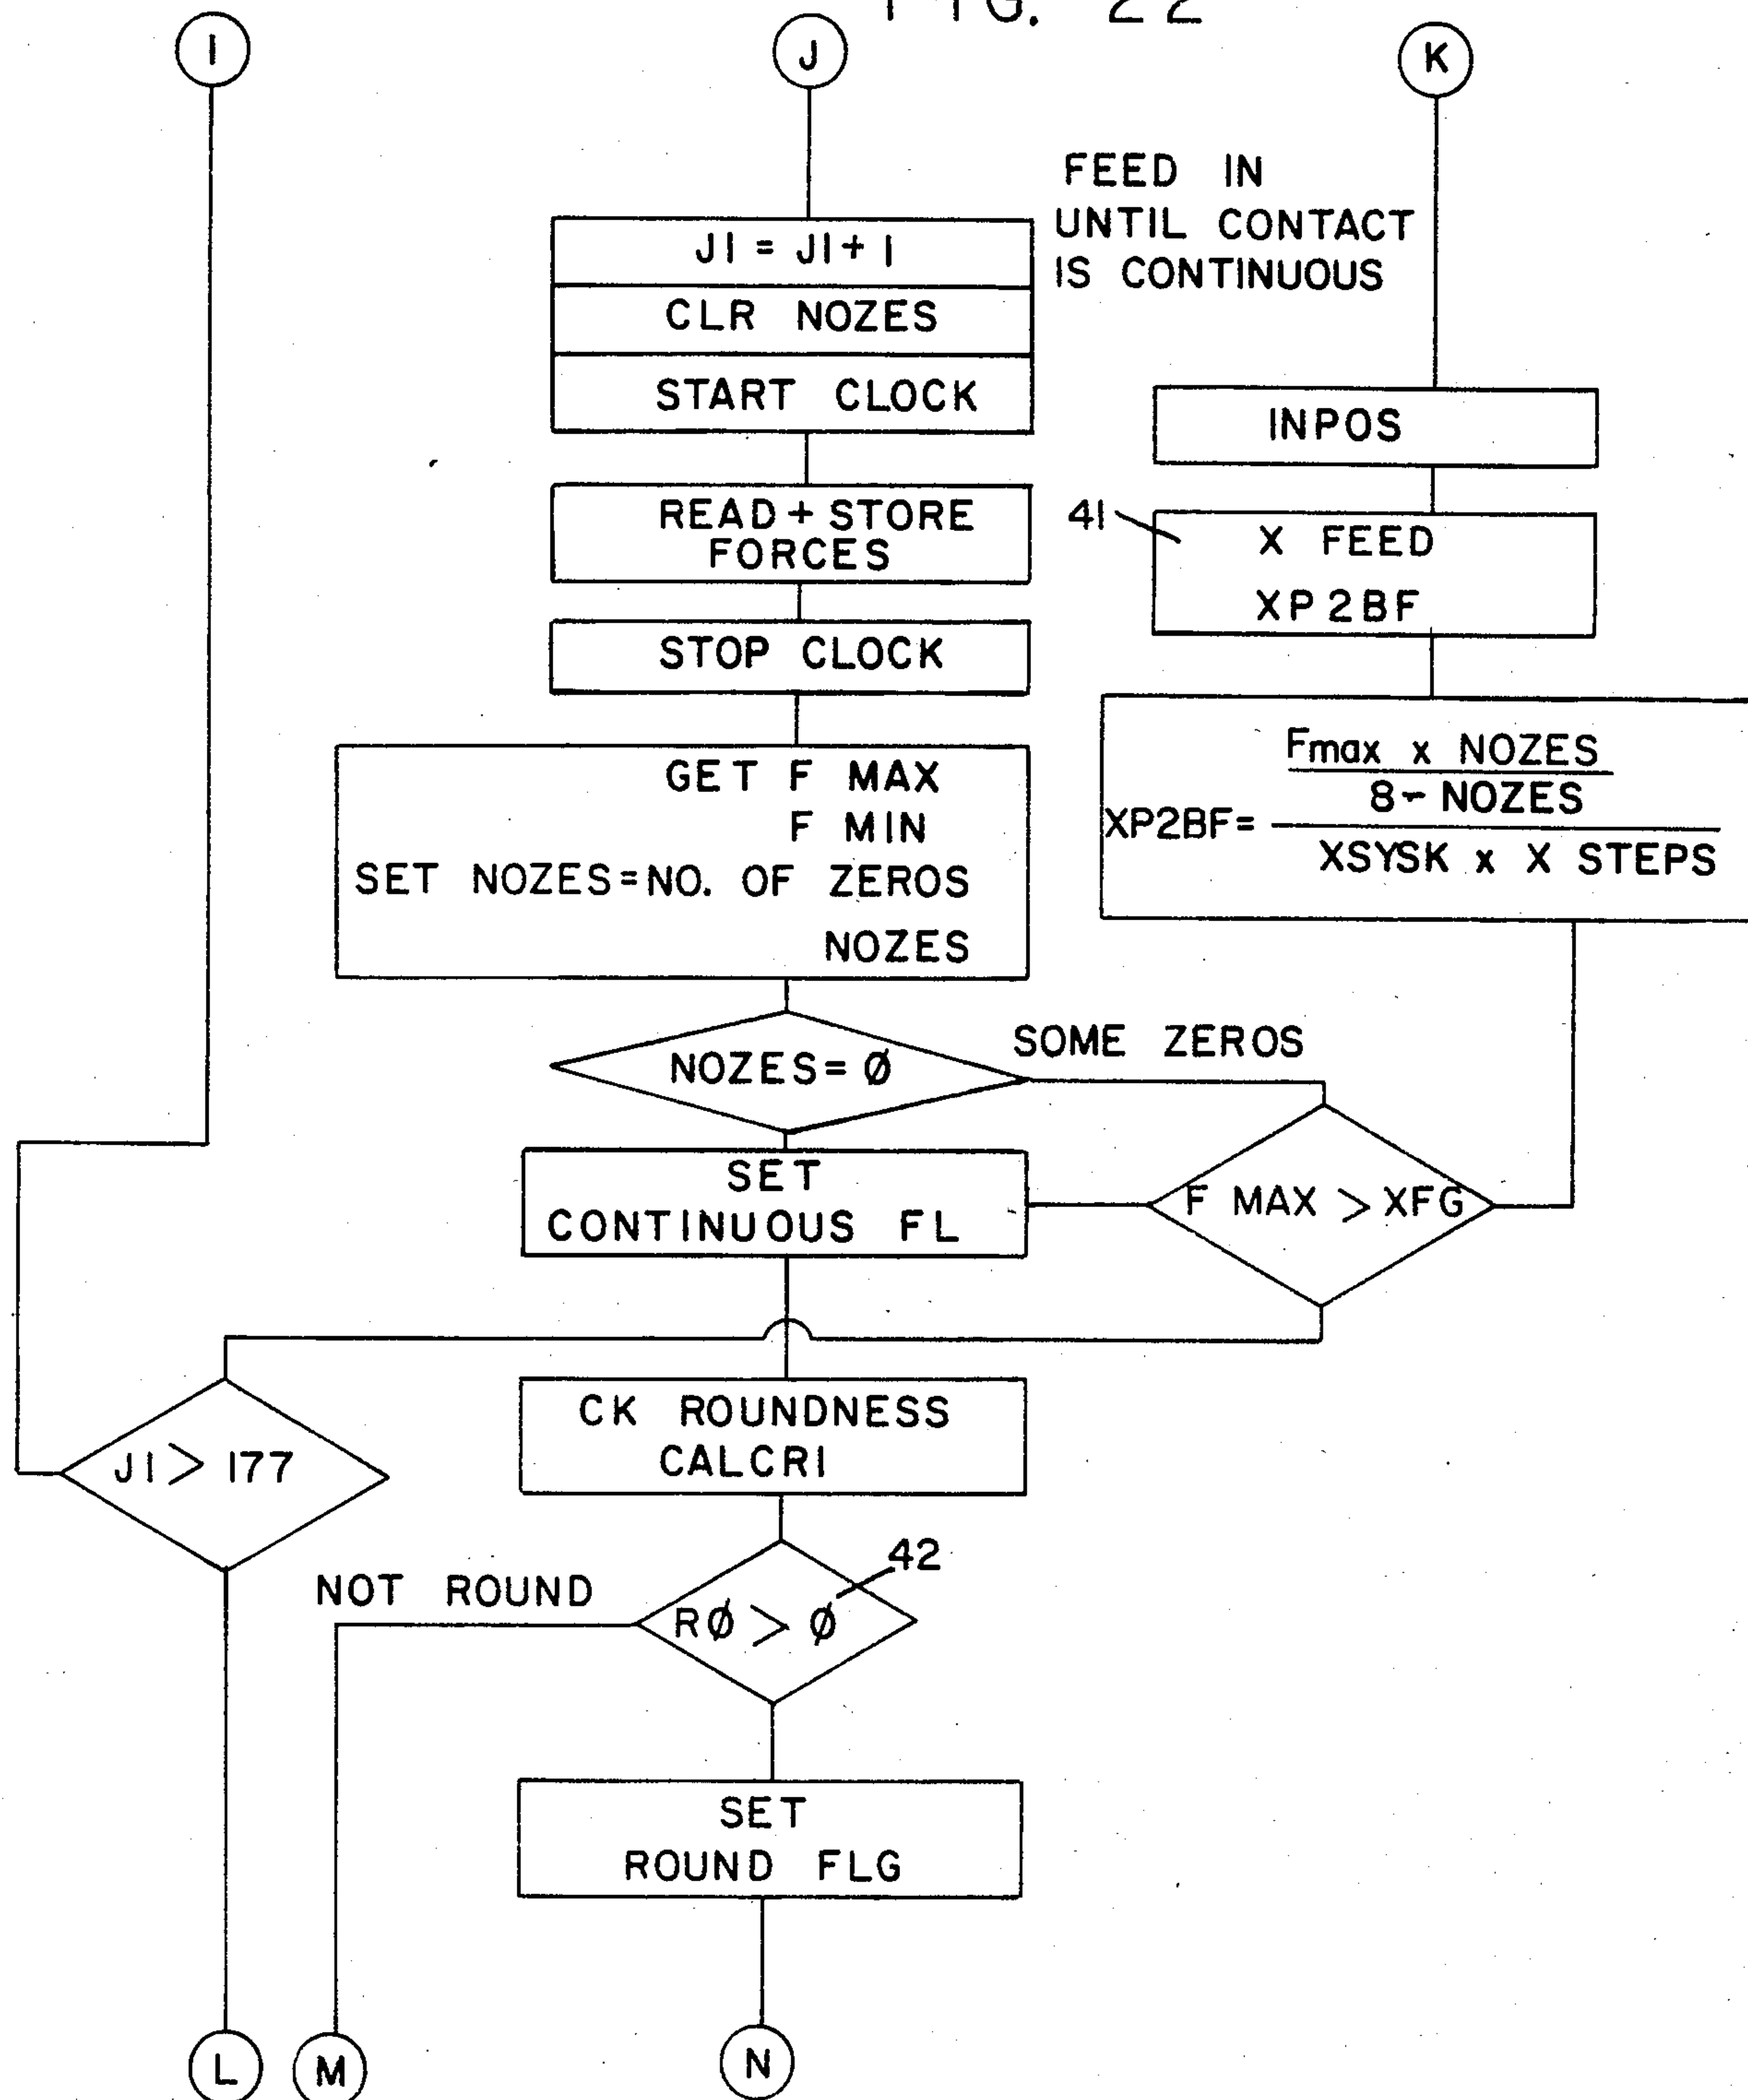 FIG. 22
I
J
K
FEED IN
UNTIL CONTACT
IS CONTINUOUS
J1 = J1 + 1
CLR NOZES
START CLOCK
INPOS
READ + STORE
FORCES
41
X FEED
XP2BF
STOP CLOCK
GET F MAX
F MIN
SET NOZES = NO. OF ZEROS
NOZES
Fmax x NOZES
8 - NOZES
XP2BF =
XSYSK x X STEPS
NOZES = Ø
SOME ZEROS
SET
CONTINUOUS FL
F MAX > XFG
CK ROUNDNESS
CALCRI
J1 > 177
42
NOT ROUND
RØ > Ø
SET
ROUND FLG
L
M
N